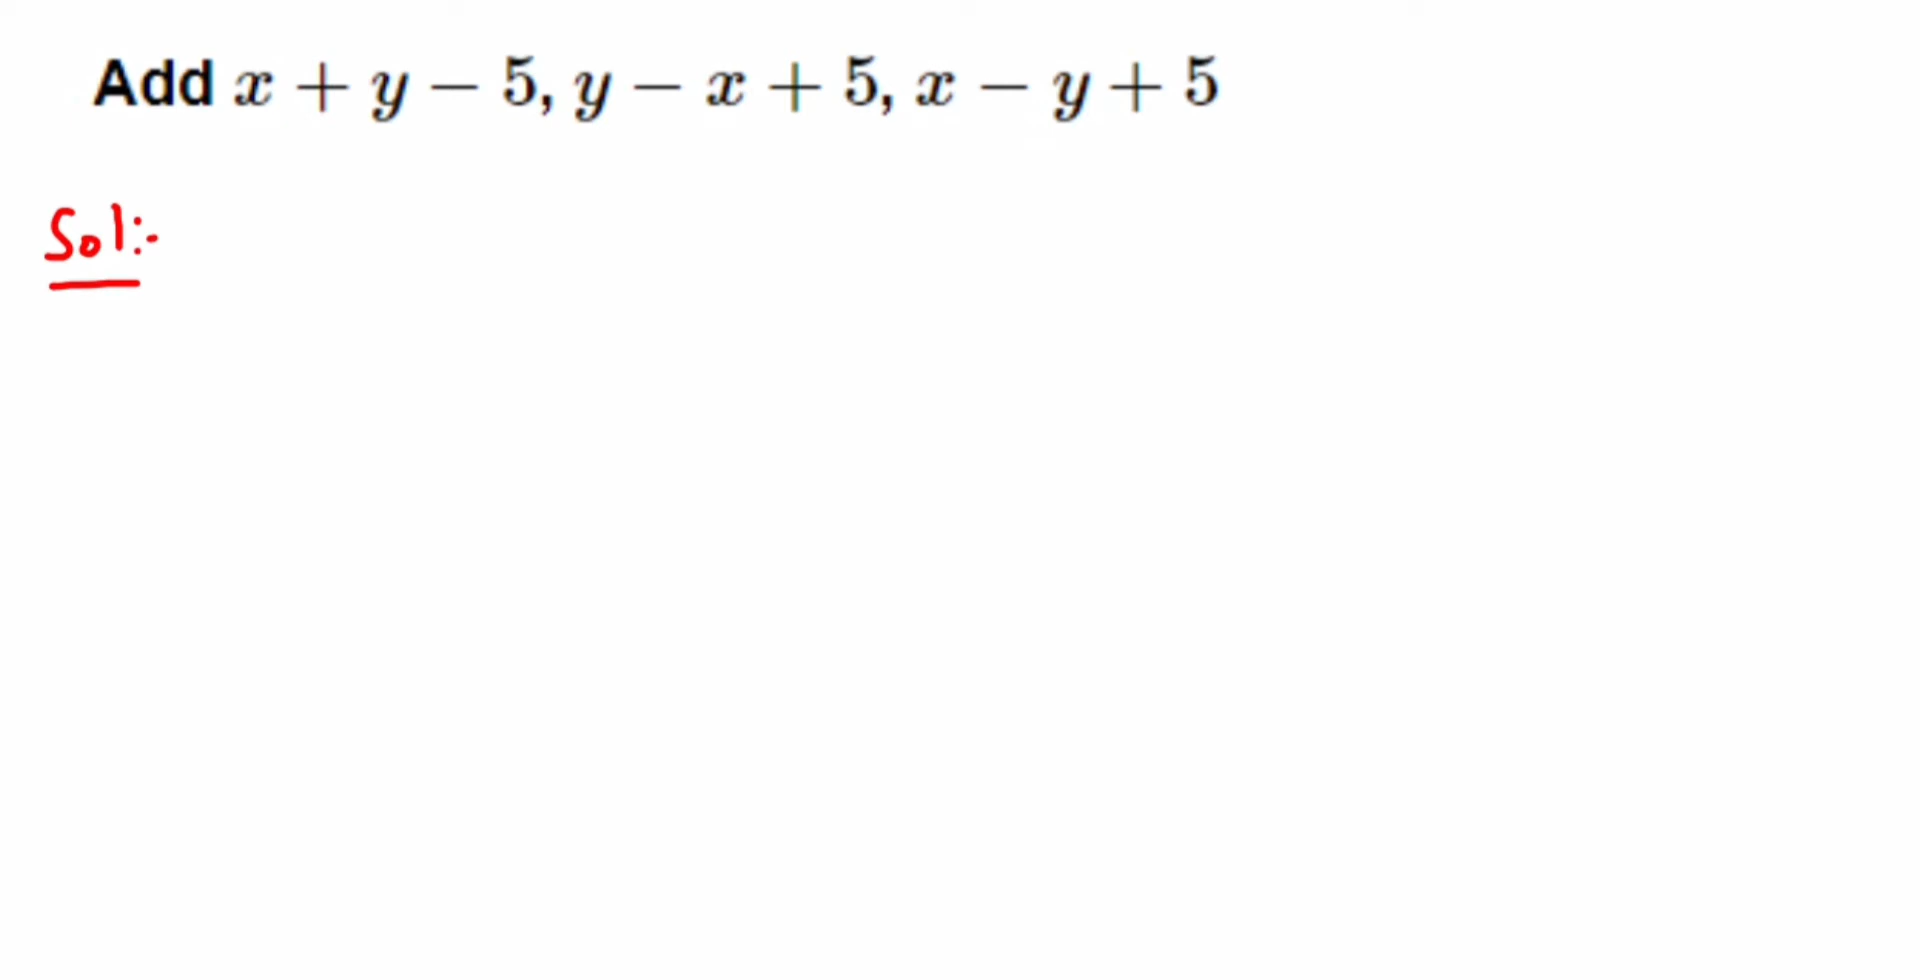 Add x + y − 5, y − x + 5, x − y + 5
Sol:-